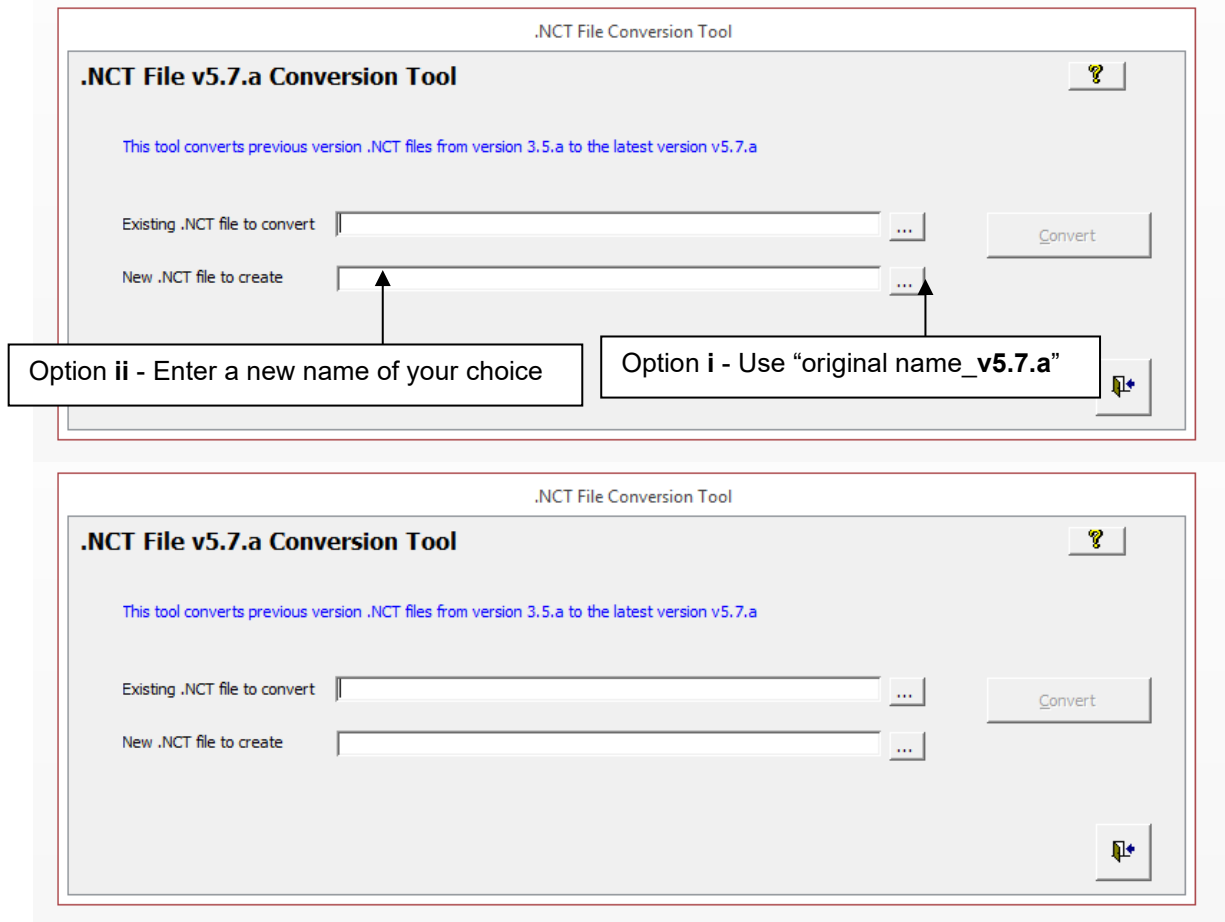 .NCT File Conversion Tool
.NCT File v5.7.a Conversion Tool
?
This tool converts previous version .NCT files from version 3.5.a to the latest version v5.7.a
Existing .NCT file to convert
...
Convert
New .NCT file to create
...
Option ii - Enter a new name of your choice
Option i - Use “original name_v5.7.a”
.NCT File Conversion Tool
.NCT File v5.7.a Conversion Tool
?
This tool converts previous version .NCT files from version 3.5.a to the latest version v5.7.a
Existing .NCT file to convert
...
Convert
New .NCT file to create
...